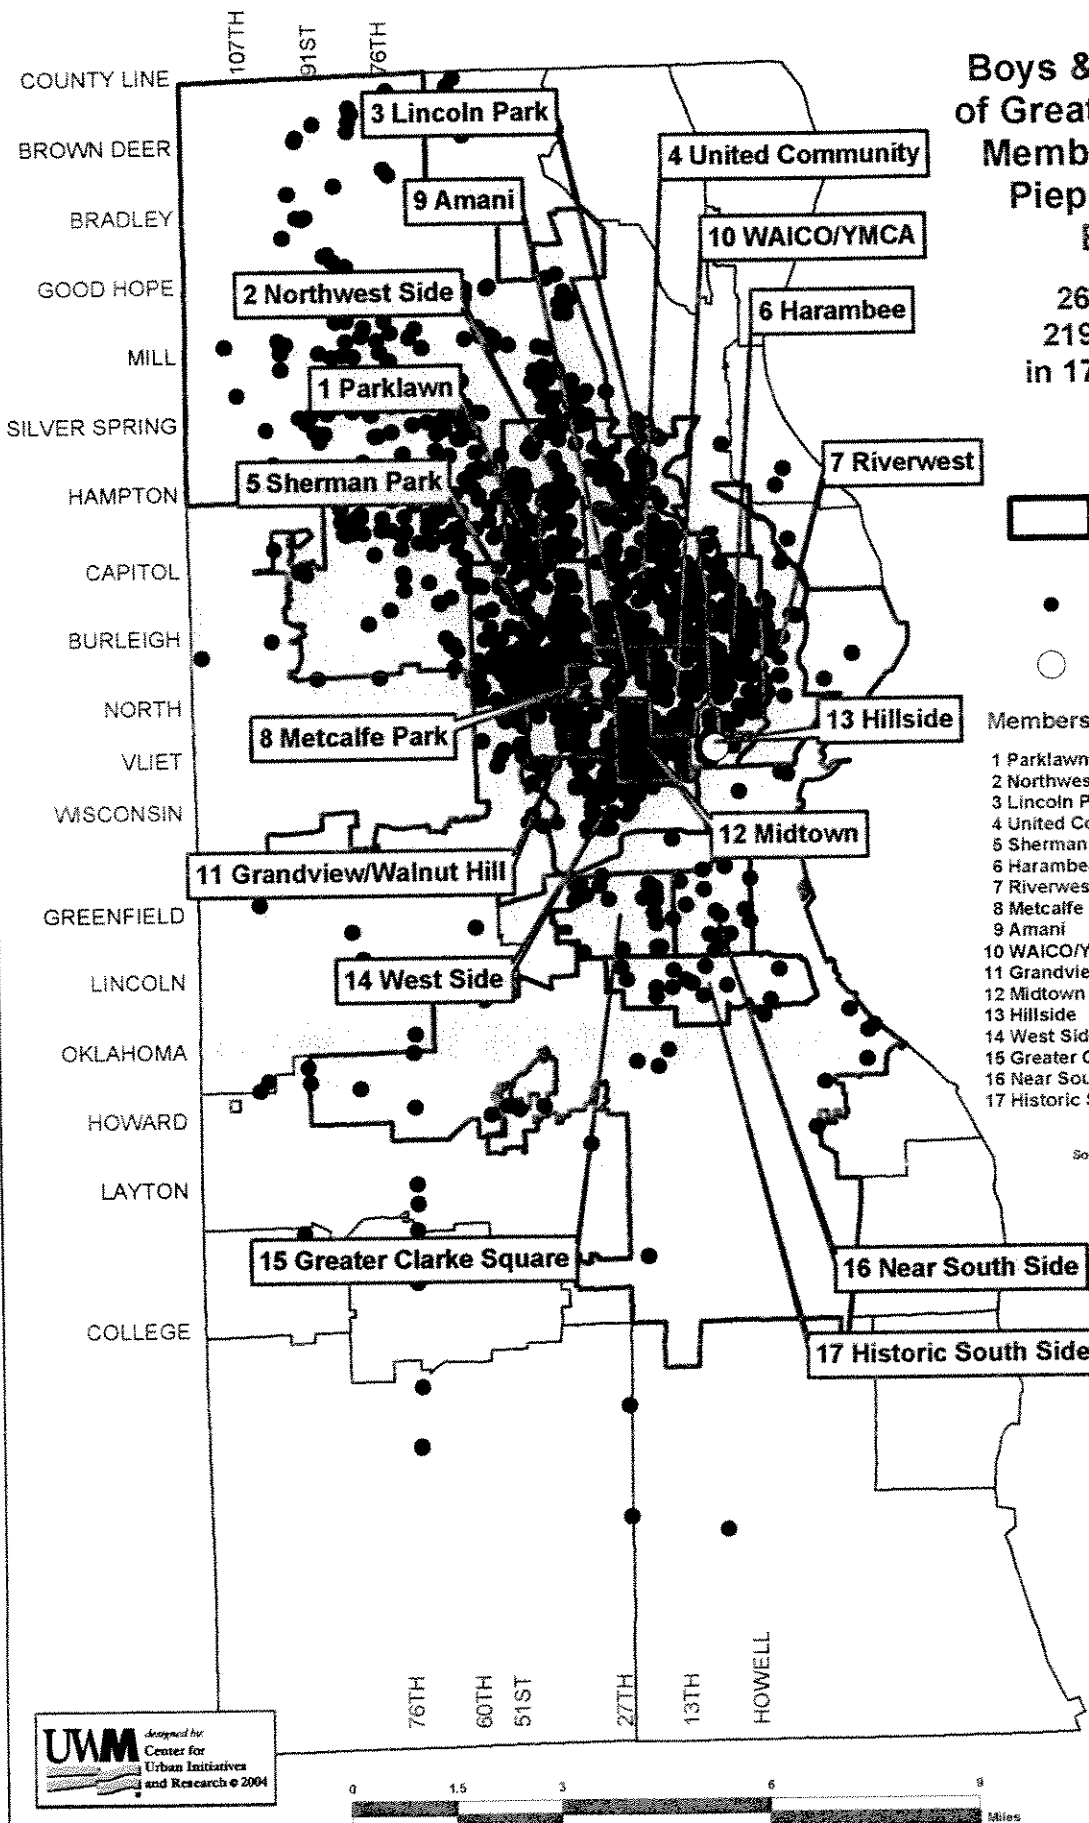 107TH
91ST
76TH
COUNTY LINE
BROWN DEER
BRADLEY
GOOD HOPE
MILL
SILVER SPRING
HAMPTON
CAPITOL
BURLEIGH
NORTH
VLIET
WISCONSIN
GREENFIELD
LINCOLN
OKLAHOMA
HOWARD
LAYTON
COLLEGE
3 Lincoln Park
4 United Community
9 Amani
10 WAICO/YMCA
2 Northwest Side
6 Harambee
1 Parklawn
7 Riverwest
5 Sherman Park
8 Metcalfe Park
13 Hillside
12 Midtown
11 Grandview/Walnut Hill
14 West Side
15 Greater Clarke Square
16 Near South Side
17 Historic South Side
76TH
60TH
51ST
27TH
13TH
HOWELL
Boys &
of Great
Memb
Piep
26
219
in 17
Members
1 Parklawn
2 Northwes
3 Lincoln P
4 United Co
5 Sherman
6 Harambe
7 Riverwes
8 Metcalfe
9 Amani
10 WAICO/Y
11 Grandvie
12 Midtown
13 Hillside
14 West Sid
15 Greater C
16 Near Sou
17 Historic S
So
UWM
designed by:
Center for
Urban Initiatives
and Research © 2004
0 1.5 3 6 9
Miles